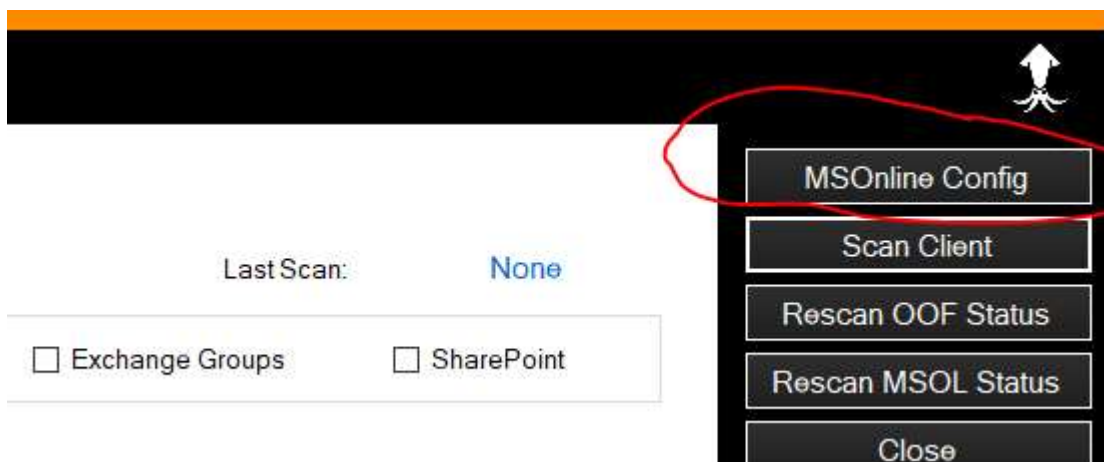 MSOnline Config
Scan Client
Last Scan: None
Rescan OOF Status
Exchange Groups SharePoint
Rescan MSOL Status
Close